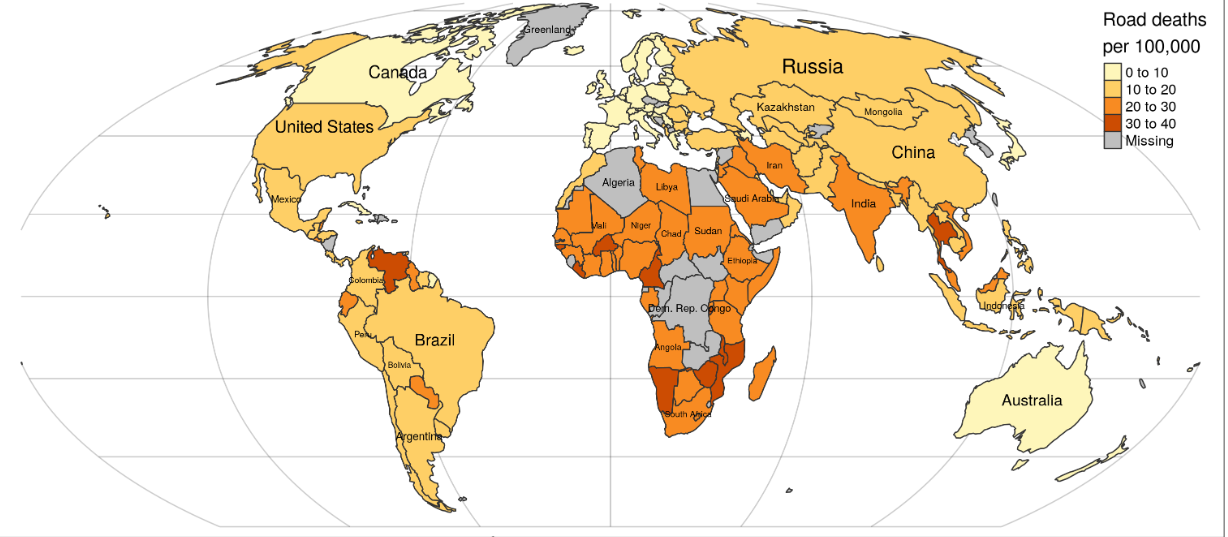 Road deaths
per 100,000
0 to 10
10 to 20
20 to 30
30 to 40
Missing
Greenland
Canada
Russia
Kazakhstan
Mongolia
United States
China
Iran
Algeria
Libya
Saudi Arabia
India
Mexico
Mali
Niger
Chad
Sudan
Ethiopia
Colombia
Dem. Rep. Congo
Indonesia
Peru
Brazil
Angola
Bolivia
Australia
South Africa
Argentina